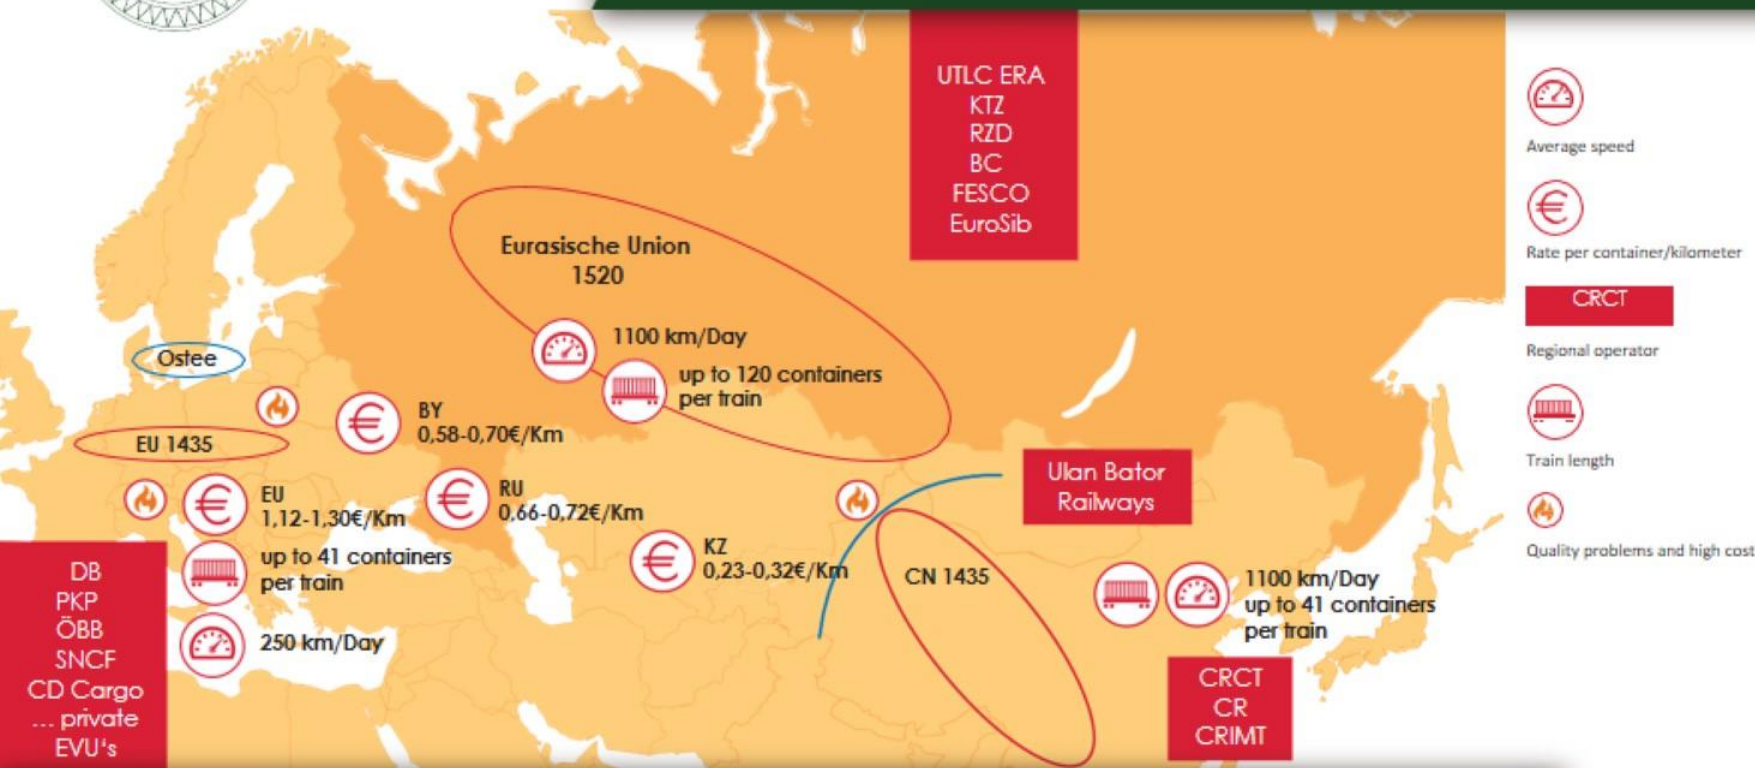 UTLC ERA
KTZ
RZD
BC
FESCO
EuroSib
Average speed
Rate per container/kilometer
CRCT
Regional operator
Train length
Quality problems and high cost
Eurasische Union
1520
1100 km/Day
up to 120 containers
per train
Ostee
EU 1435
BY
0,58-0,70€/Km
EU
1,12-1,30€/Km
up to 41 containers
per train
250 km/Day
RU
0,66-0,72€/Km
KZ
0,23-0,32€/Km
Ulan Bator
Railways
CN 1435
1100 km/Day
up to 41 containers
per train
DB
PKP
ÖBB
SNCF
CD Cargo
... private
EVU's
CRCT
CR
CRIMT